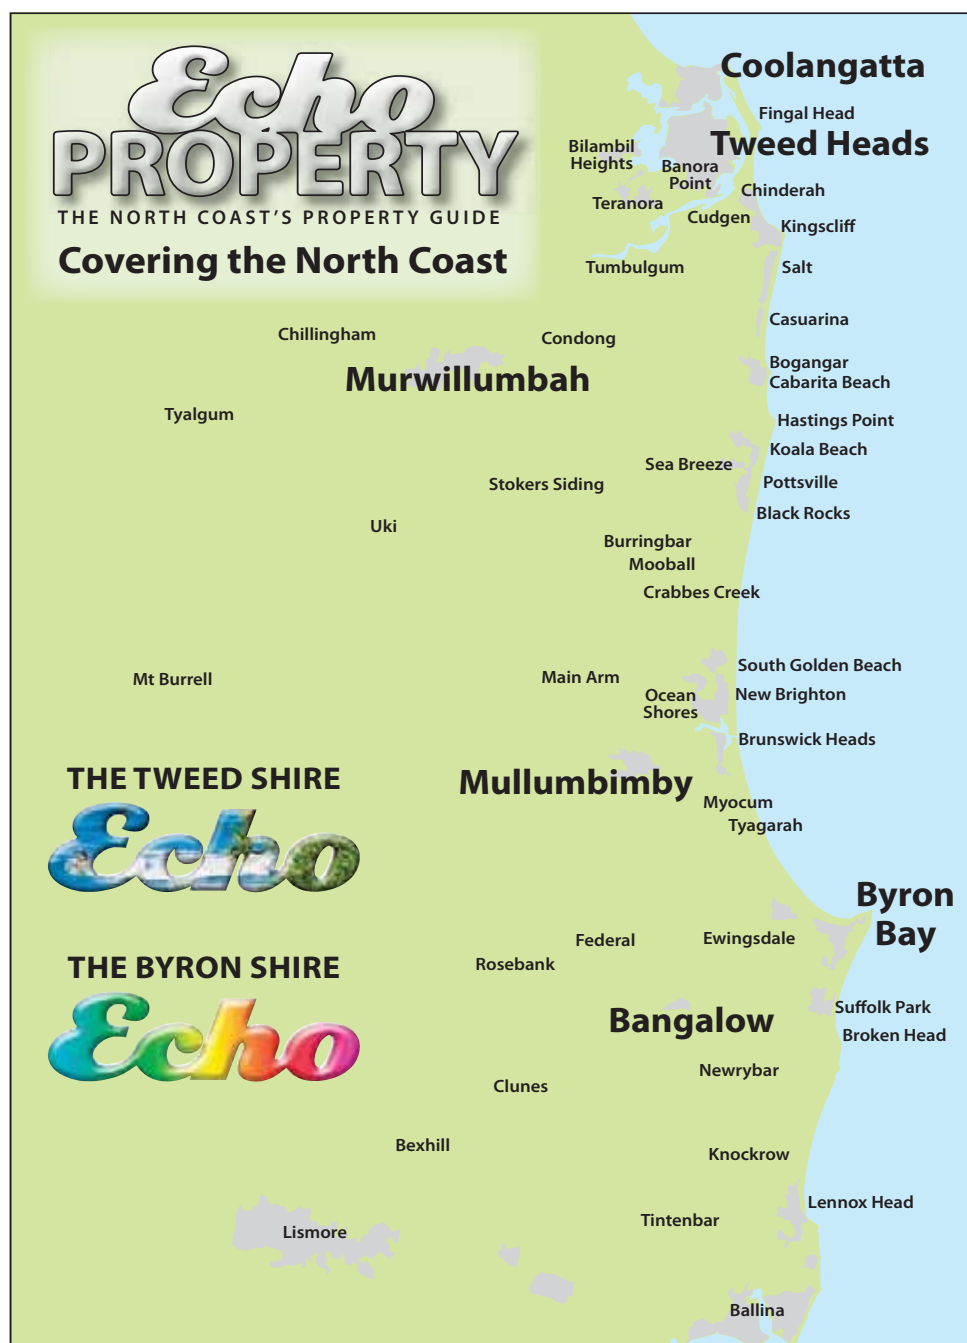 Echo
PROPERTY
THE NORTH COAST'S PROPERTY GUIDE
Covering the North Coast
Coolangatta
Fingal Head
Tweed Heads
Bilambil
Heights
Banora
Point
Chinderah
Teranora
Cudgen
Kingscliff
Tumbulgum
Salt
Casuarina
Chillingham
Condong
Murwillumbah
Bogangar
Cabarita Beach
Tyalgum
Hastings Point
Koala Beach
Sea Breeze
Stokers Siding
Pottsville
Black Rocks
Uki
Burringbar
Mooball
Crabbes Creek
South Golden Beach
Mt Burrell
Main Arm
Ocean
Shores
New Brighton
Brunswick Heads
THE TWEED SHIRE
Echo
Mullumbimby
Myocum
Tyagarah
Byron
Bay
Federal
Ewingsdale
Rosebank
THE BYRON SHIRE
Echo
Bangalow
Suffolk Park
Broken Head
Newrybar
Clunes
Bexhill
Knockrow
Lennox Head
Tintenbar
Lismore
Ballina